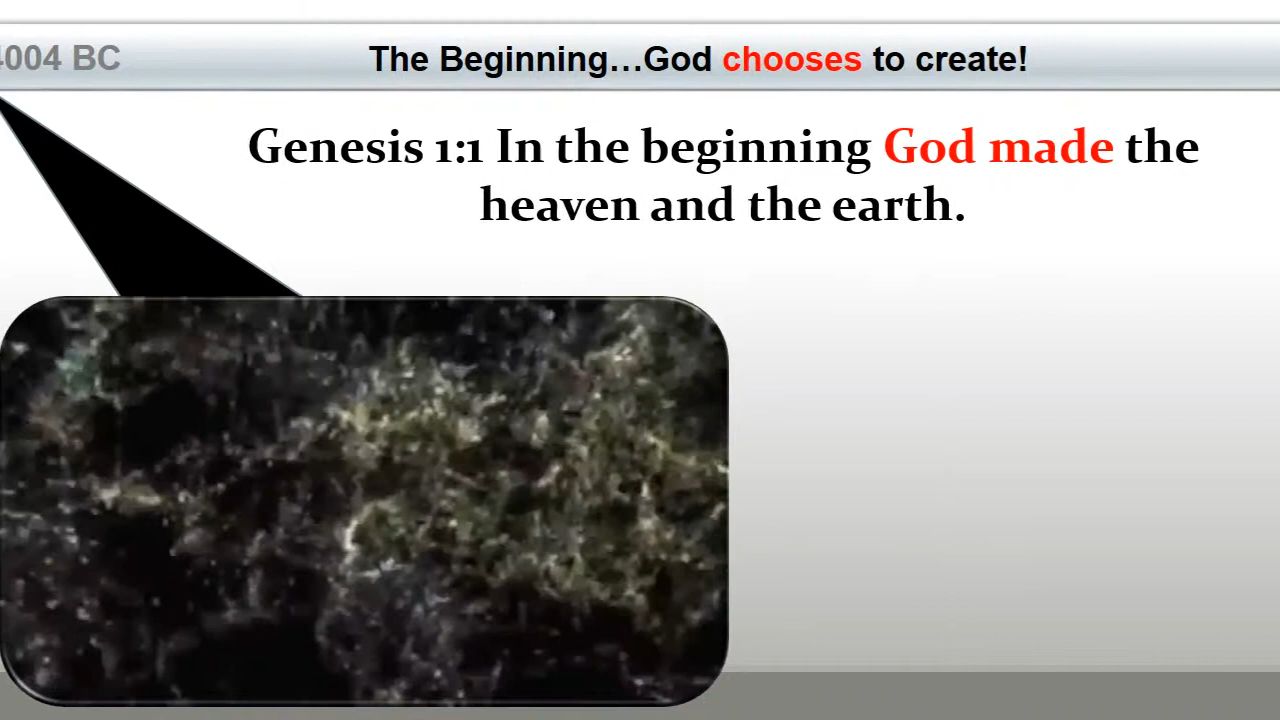 4004 BC
The Beginning…God chooses to create!
Genesis 1:1 In the beginning God made the
heaven and the earth.